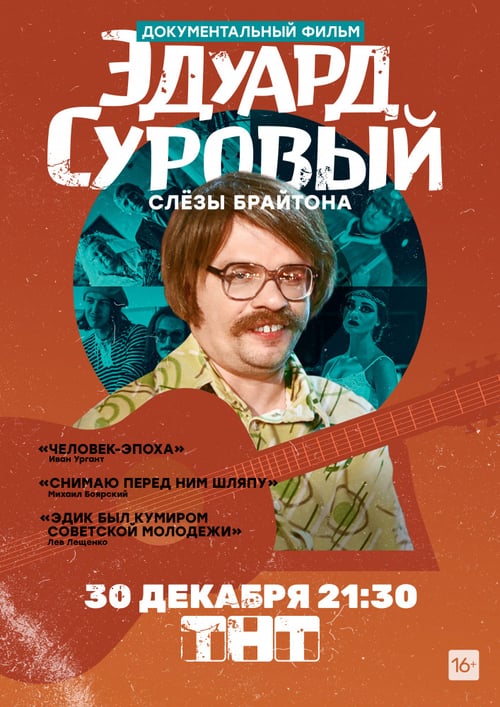 ДОКУМЕНТАЛЬНЫЙ ФИЛЬМ
ЭДУАРД
СУРОВЫЙ
СЛЁЗЫ БРАЙТОНА
«ЧЕЛОВЕК-ЭПОХА»
Иван Ургант
«СНИМАЮ ПЕРЕД НИМ ШЛЯПУ»
Михаил Боярский
«ЭДИК БЫЛ КУМИРОМ
СОВЕТСКОЙ МОЛОДЕЖИ»
Лев Лещенко
30 ДЕКАБРЯ 21:30
ТНТ
16+